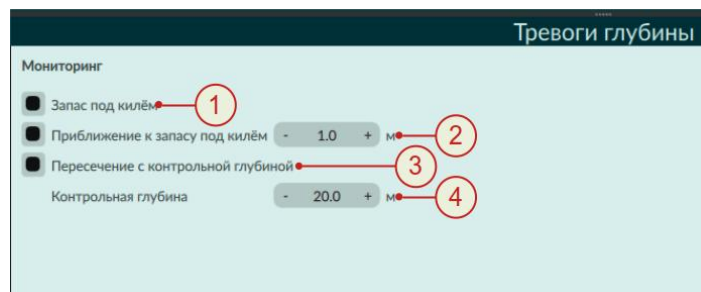 Тревоги глубины
Мониторинг
Запас под килём 1
Приближение к запасу под килём - 1.0 + м 2
Пересечение с контрольной глубиной 3
Контрольная глубина - 20.0 + м 4